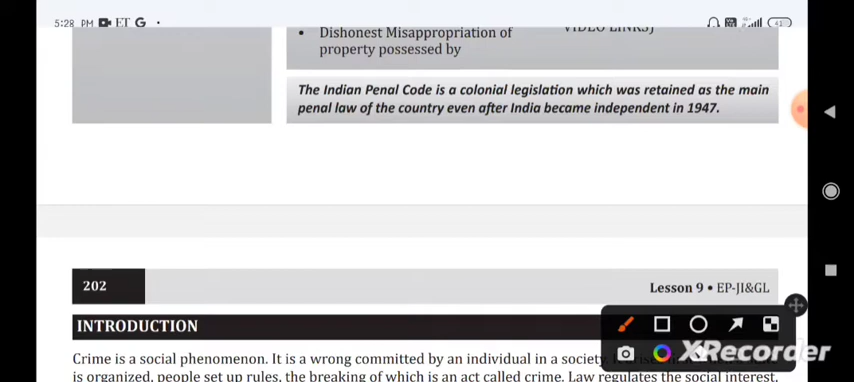 5:28 PM ET G
• Dishonest Misappropriation of
property possessed by
VIDEO LINKS]
The Indian Penal Code is a colonial legislation which was retained as the main
penal law of the country even after India became independent in 1947.
202
Lesson 9 • EP-JI&GL
INTRODUCTION
Crime is a social phenomenon. It is a wrong committed by an individual in a society.
is organized, people set up rules, the breaking of which is an act called crime. Law regulates the social interest,
XRecorder